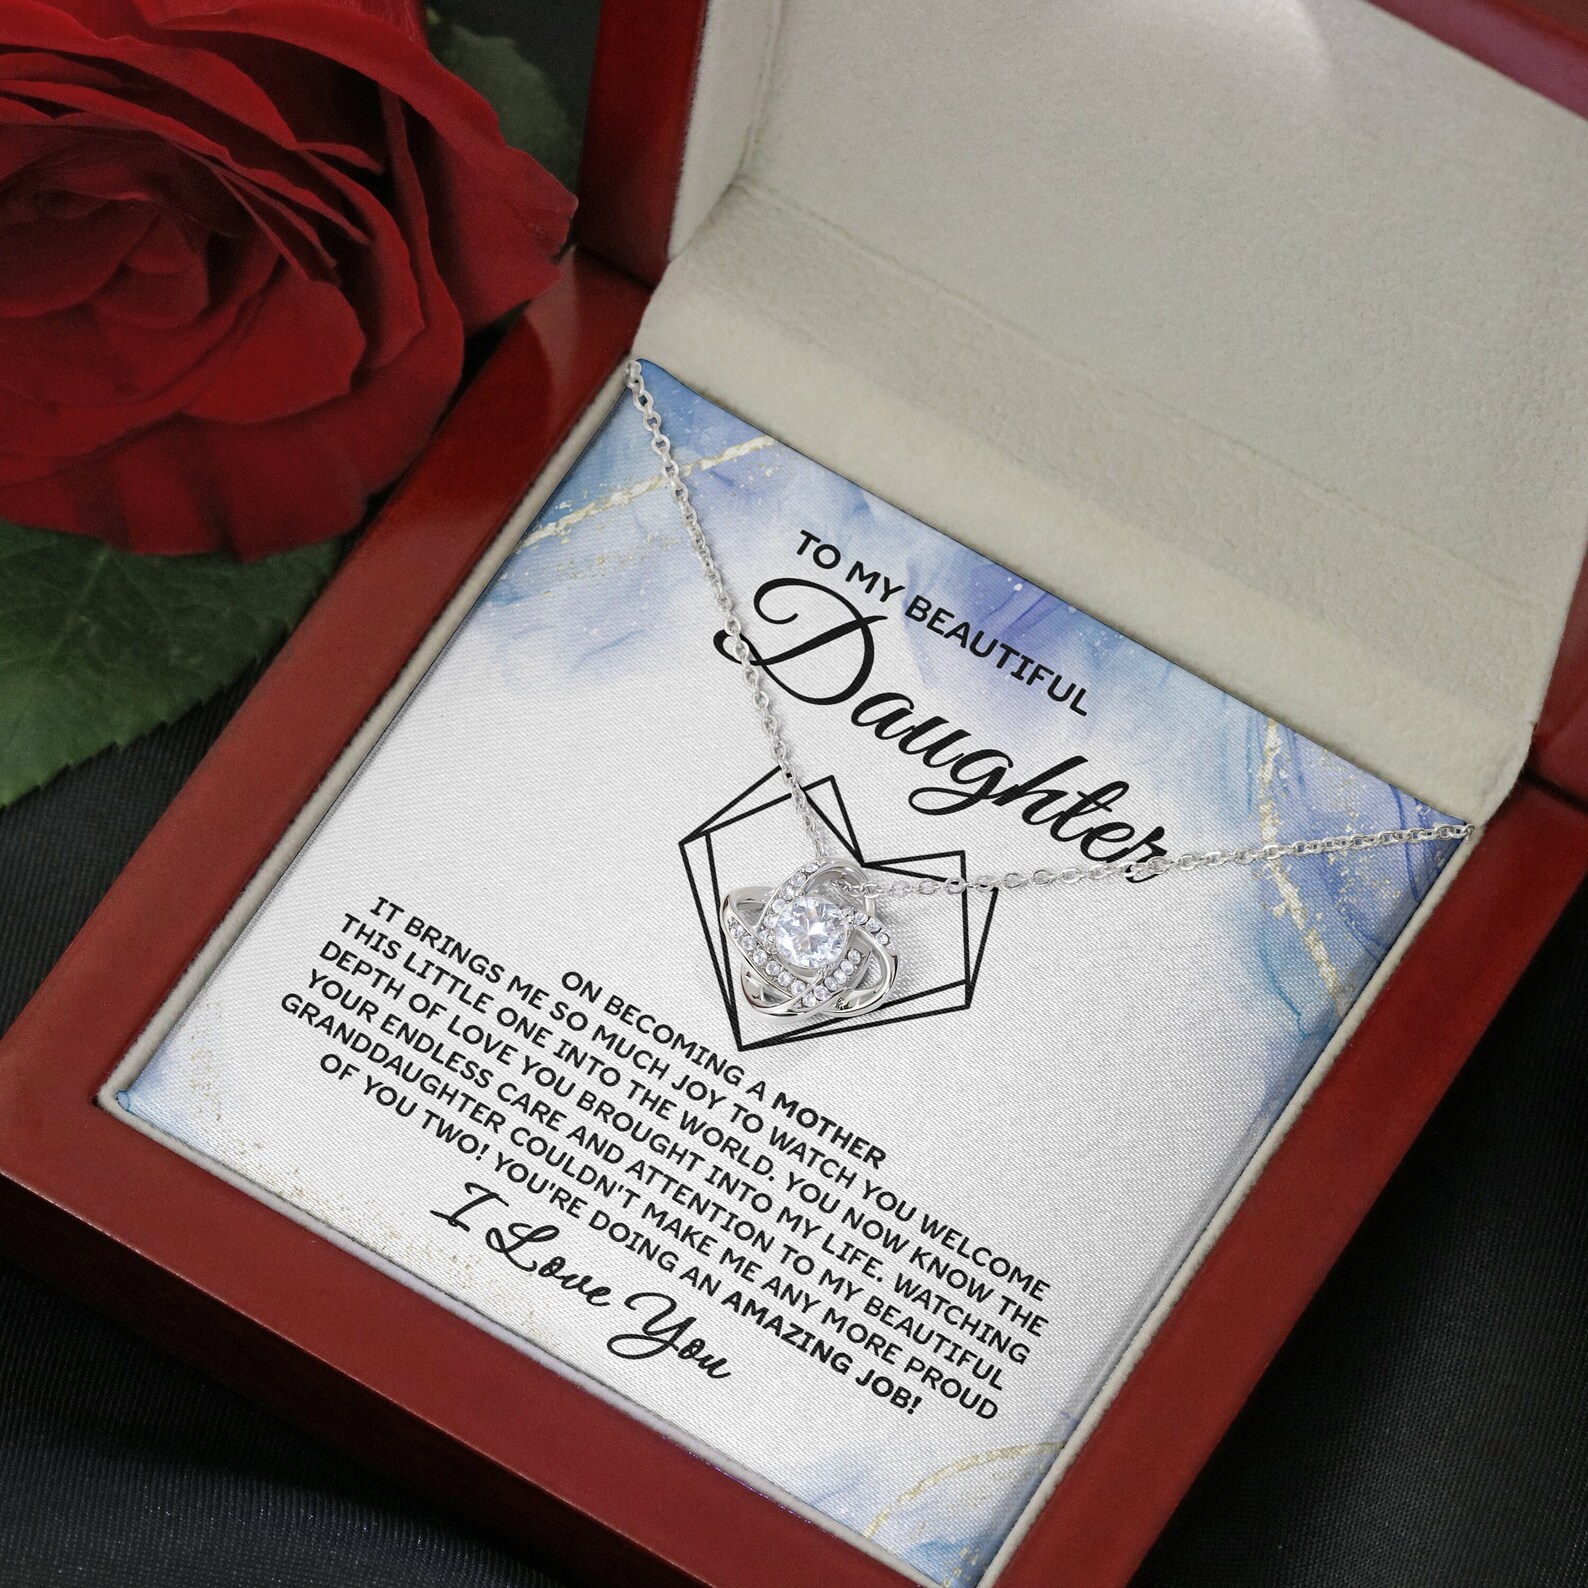 TO MY BEAUTIFUL
Daughter
ON BECOMING A MOTHER
IT BRINGS ME SO MUCH JOY TO WATCH YOU WELCOME
THIS LITTLE ONE INTO THE WORLD. YOU NOW KNOW THE
DEPTH OF LOVE YOU BROUGHT INTO MY LIFE. WATCHING
YOUR ENDLESS CARE AND ATTENTION TO MY BEAUTIFUL
GRANDDAUGHTER COULDN'T MAKE ME ANY MORE PROUD
OF YOU TWO! YOU'RE DOING AN AMAZING JOB!
I Love You